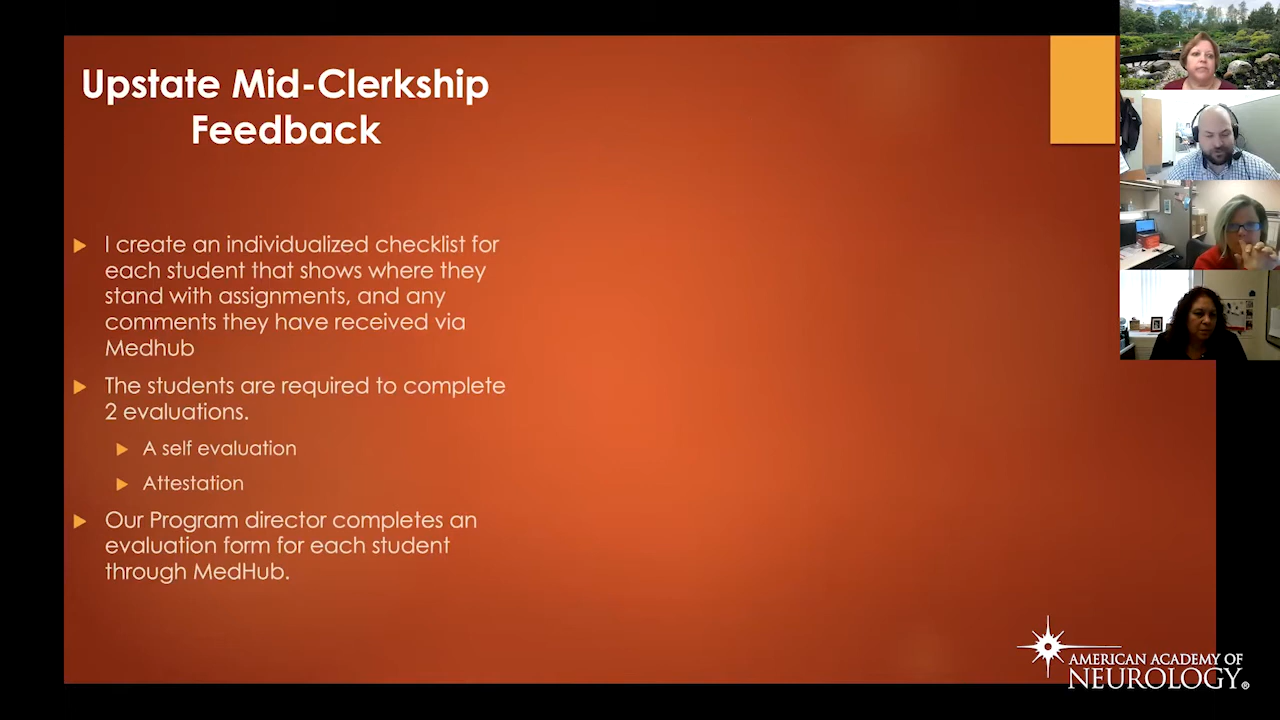 Upstate Mid-Clerkship
Feedback
I create an individualized checklist for
each student that shows where they
stand with assignments, and any
comments they have received via
Medhub
The students are required to complete
2 evaluations.
A self evaluation
Attestation
Our Program director completes an
evaluation form for each student
through MedHub.
AMERICAN ACADEMY OF
NEUROLOGY®